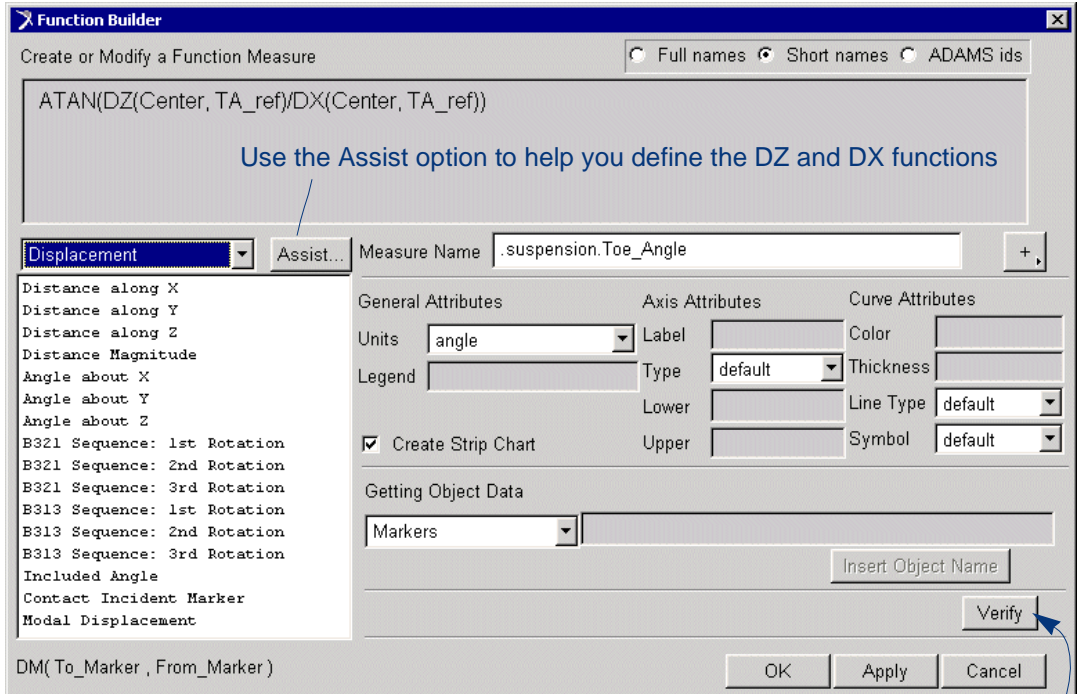 Function Builder
Create or Modify a Function Measure
Full names Short names ADAMS ids
ATAN(DZ(Center, TA_ref)/DX(Center, TA_ref))
Use the Assist option to help you define the DZ and DX functions
Displacement
Assist...
Measure Name
.suspension.Toe_Angle
+
Distance along X
Distance along Y
Distance along Z
Distance Magnitude
Angle about X
Angle about Y
Angle about Z
B321 Sequence: 1st Rotation
B321 Sequence: 2nd Rotation
B321 Sequence: 3rd Rotation
B313 Sequence: 1st Rotation
B313 Sequence: 2nd Rotation
B313 Sequence: 3rd Rotation
Included Angle
Contact Incident Marker
Modal Displacement
General Attributes
Units angle
Legend
Create Strip Chart
Axis Attributes
Label
Type default
Lower
Upper
Curve Attributes
Color
Thickness
Line Type default
Symbol default
Getting Object Data
Markers
Insert Object Name
Verify
DM( To_Marker , From_Marker )
OK Apply Cancel